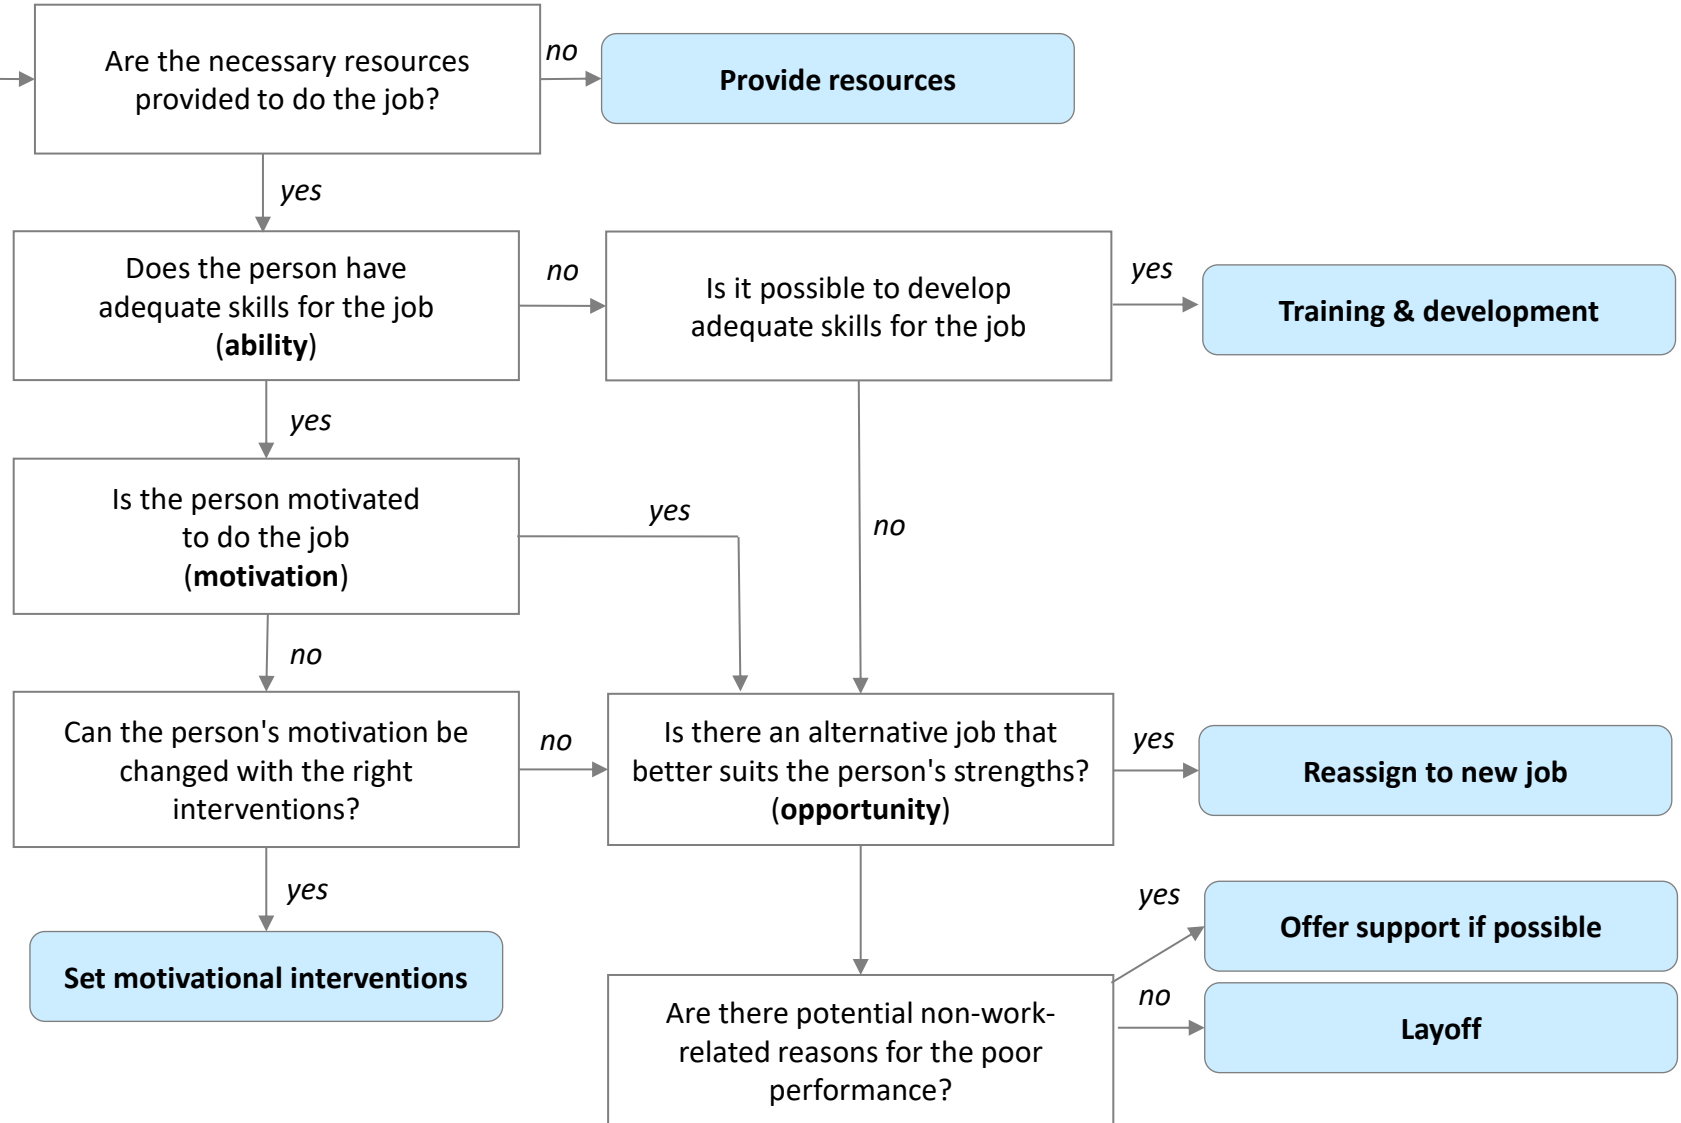 Are the necessary resources
provided to do the job?
no
Provide resources
yes
Does the person have
adequate skills for the job
(ability)
no
Is it possible to develop
adequate skills for the job
yes
Training & development
yes
Is the person motivated
to do the job
(motivation)
yes
no
no
Can the person's motivation be
changed with the right
interventions?
no
Is there an alternative job that
better suits the person's strengths?
(opportunity)
yes
Reassign to new job
yes
Set motivational interventions
Are there potential non-work-
related reasons for the poor
performance?
yes
Offer support if possible
no
Layoff